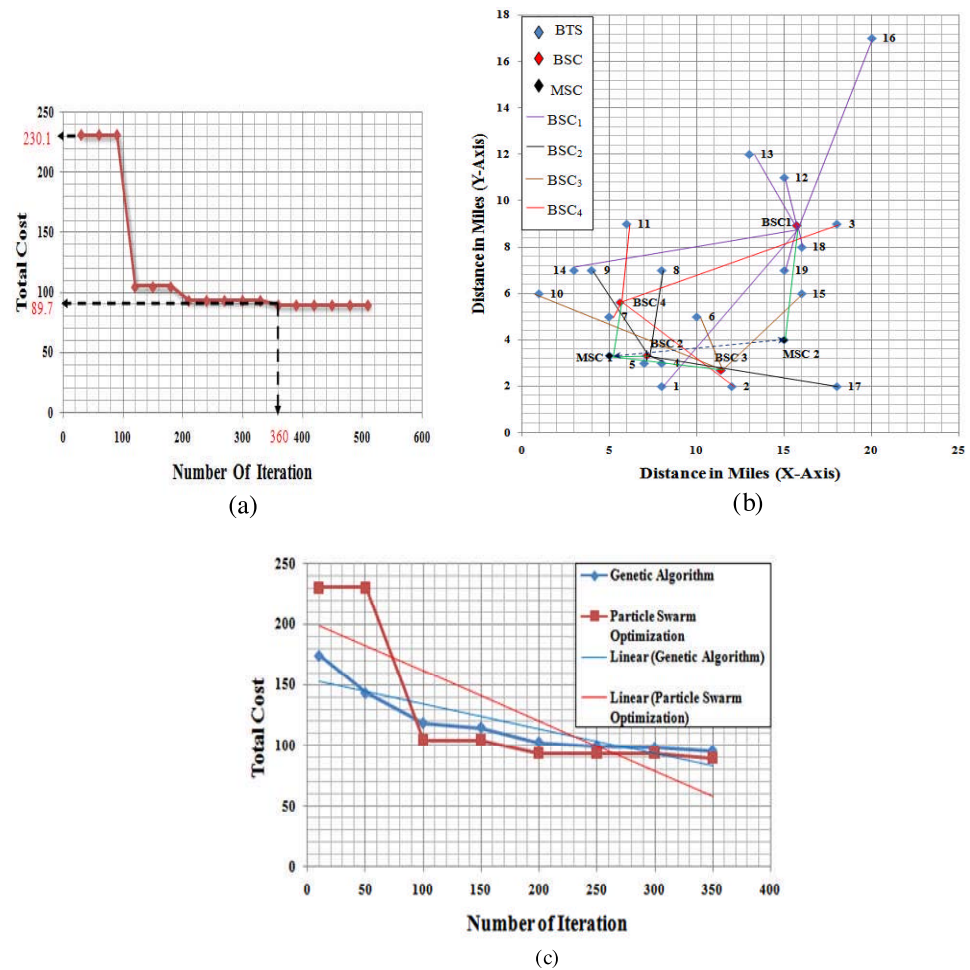 250
200
150
100
50
0
230.1
89.7
0 100 200 300 400 500 600
360
Total Cost
Number Of Iteration
(a)
18
16
14
12
10
8
6
4
2
0
0 5 10 15 20 25
Distance in Miles (Y-Axis)
Distance in Miles (X-Axis)
BTS
BSC
MSC
BSC₁
BSC₂
BSC₃
BSC₄
16
13
12
11
BSC1
3
18
14
9
8
19
10
BSC 4
15
7
6
BSC 2
MSC 1
BSC 3
MSC 2
5
4
1
2
17
(b)
250
200
150
100
50
0
0 50 100 150 200 250 300 350 400
Total Cost
Number of Iteration
Genetic Algorithm
Particle Swarm
Optimization
Linear (Genetic Algorithm)
Linear (Particle Swarm
Optimization)
(c)